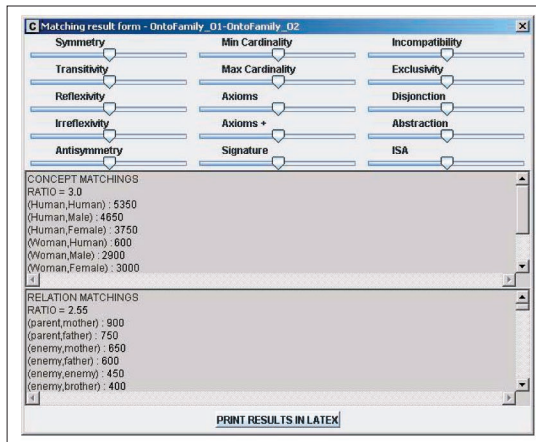 C Matching result form - OntoFamily_01-OntoFamily_02
Symmetry Min Cardinality Incompatibility
Transitivity Max Cardinality Exclusivity
Reflexivity Axioms Disjonction
Irreflexivity Axioms + Abstraction
Antisymmetry Signature ISA
CONCEPT MATCHINGS
RATIO = 3.0
(Human,Human) : 5350
(Human,Male) : 4650
(Human,Female) : 3750
(Woman,Human) : 600
(Woman,Male) : 2900
(Woman,Female) : 3000
RELATION MATCHINGS
RATIO = 2.55
(parent,mother) : 900
(parent,father) : 750
(enemy,mother) : 650
(enemy,father) : 600
(enemy,enemy) : 450
(enemy,brother) : 400
PRINT RESULTS IN LATEX